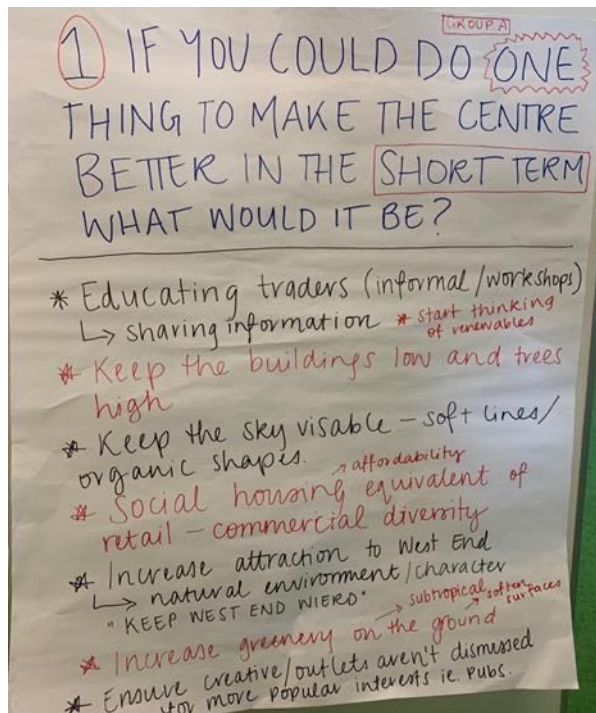 GROUP A
1 IF YOU COULD DO ONE
THING TO MAKE THE CENTRE
BETTER IN THE SHORT TERM
WHAT WOULD IT BE?
* Educating traders (informal/workshops)
↳ sharing information * start thinking
of renewables
* Keep the buildings low and trees
high
* Keep the sky visable – soft lines/
organic shapes.
→ affordability
* Social housing equivalent of
retail – commercial diversity
* Increase attraction to West End
↳ natural environment/character
"KEEP WEST END WIERD"
→ subtropical → soften
surfaces
* Increase greenery on the ground
* Ensure creative/outlets aren't dismissed
for more popular interests ie. pubs.